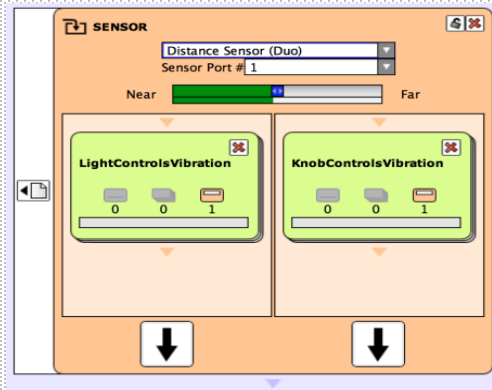 SENSOR
Distance Sensor (Duo)
Sensor Port # 1
Near Far
LightControlsVibration KnobControlsVibration
0 0 1 0 0 1